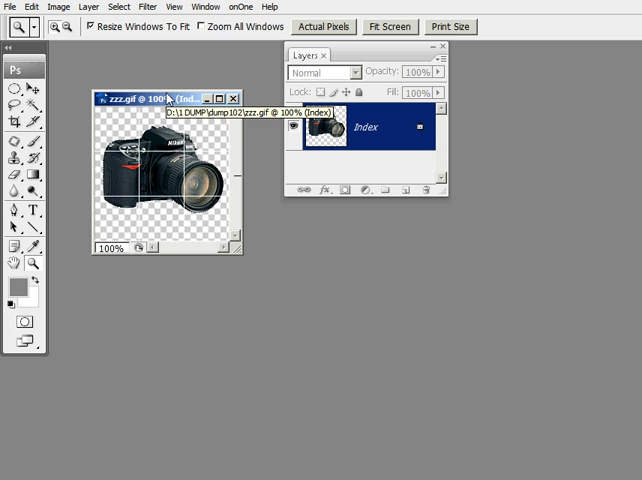 File Edit Image Layer Select Filter View Window onOne Help
Resize Windows To Fit Zoom All Windows Actual Pixels Fit Screen Print Size
Ps
Ps zzz.gif @ 100% (Ind...
D:\1 DUMP\dump102\zzz.gif @ 100% (Index)
Nikon
100%
T
Layers x
Normal Opacity: 100%
Lock: Fill: 100%
Index
fx